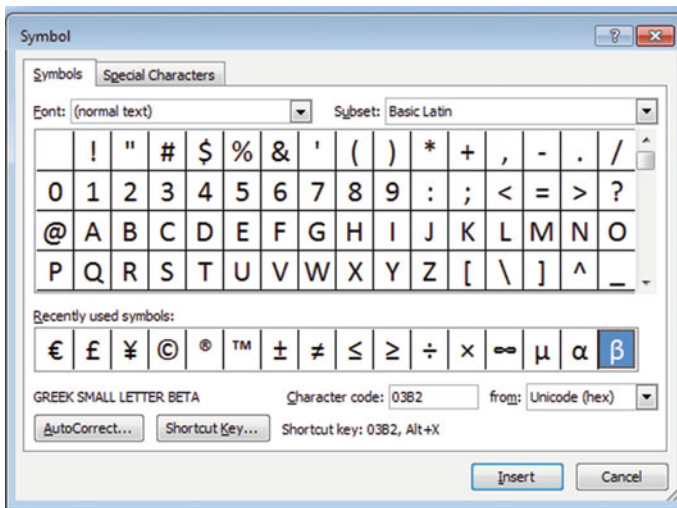 Symbol
Symbols Special Characters
Font: (normal text) Subset: Basic Latin
! " # $ % & ' ( ) * + , - . /
0 1 2 3 4 5 6 7 8 9 : ; < = > ?
@ A B C D E F G H I J K L M N O
P Q R S T U V W X Y Z [ \ ] ^ _
Recently used symbols:
€ £ ¥ © ® ™ ± ≠ ≤ ≥ ÷ × ∞ µ α β
GREEK SMALL LETTER BETA Character code: 03B2 from: Unicode (hex)
AutoCorrect... Shortcut Key... Shortcut key: 03B2, Alt+X
Insert Cancel